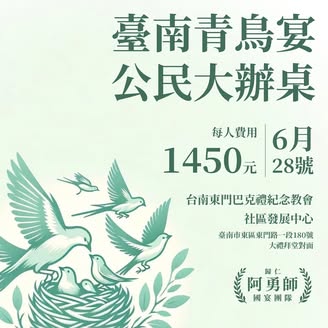 臺南青鳥宴
公民大辦桌
每人費用
1450元
6月
28號
台南東門巴克禮紀念教會
社區發展中心
臺南市東區東門路一段180號
大禮拜堂對面
歸仁
阿勇師
國宴團隊